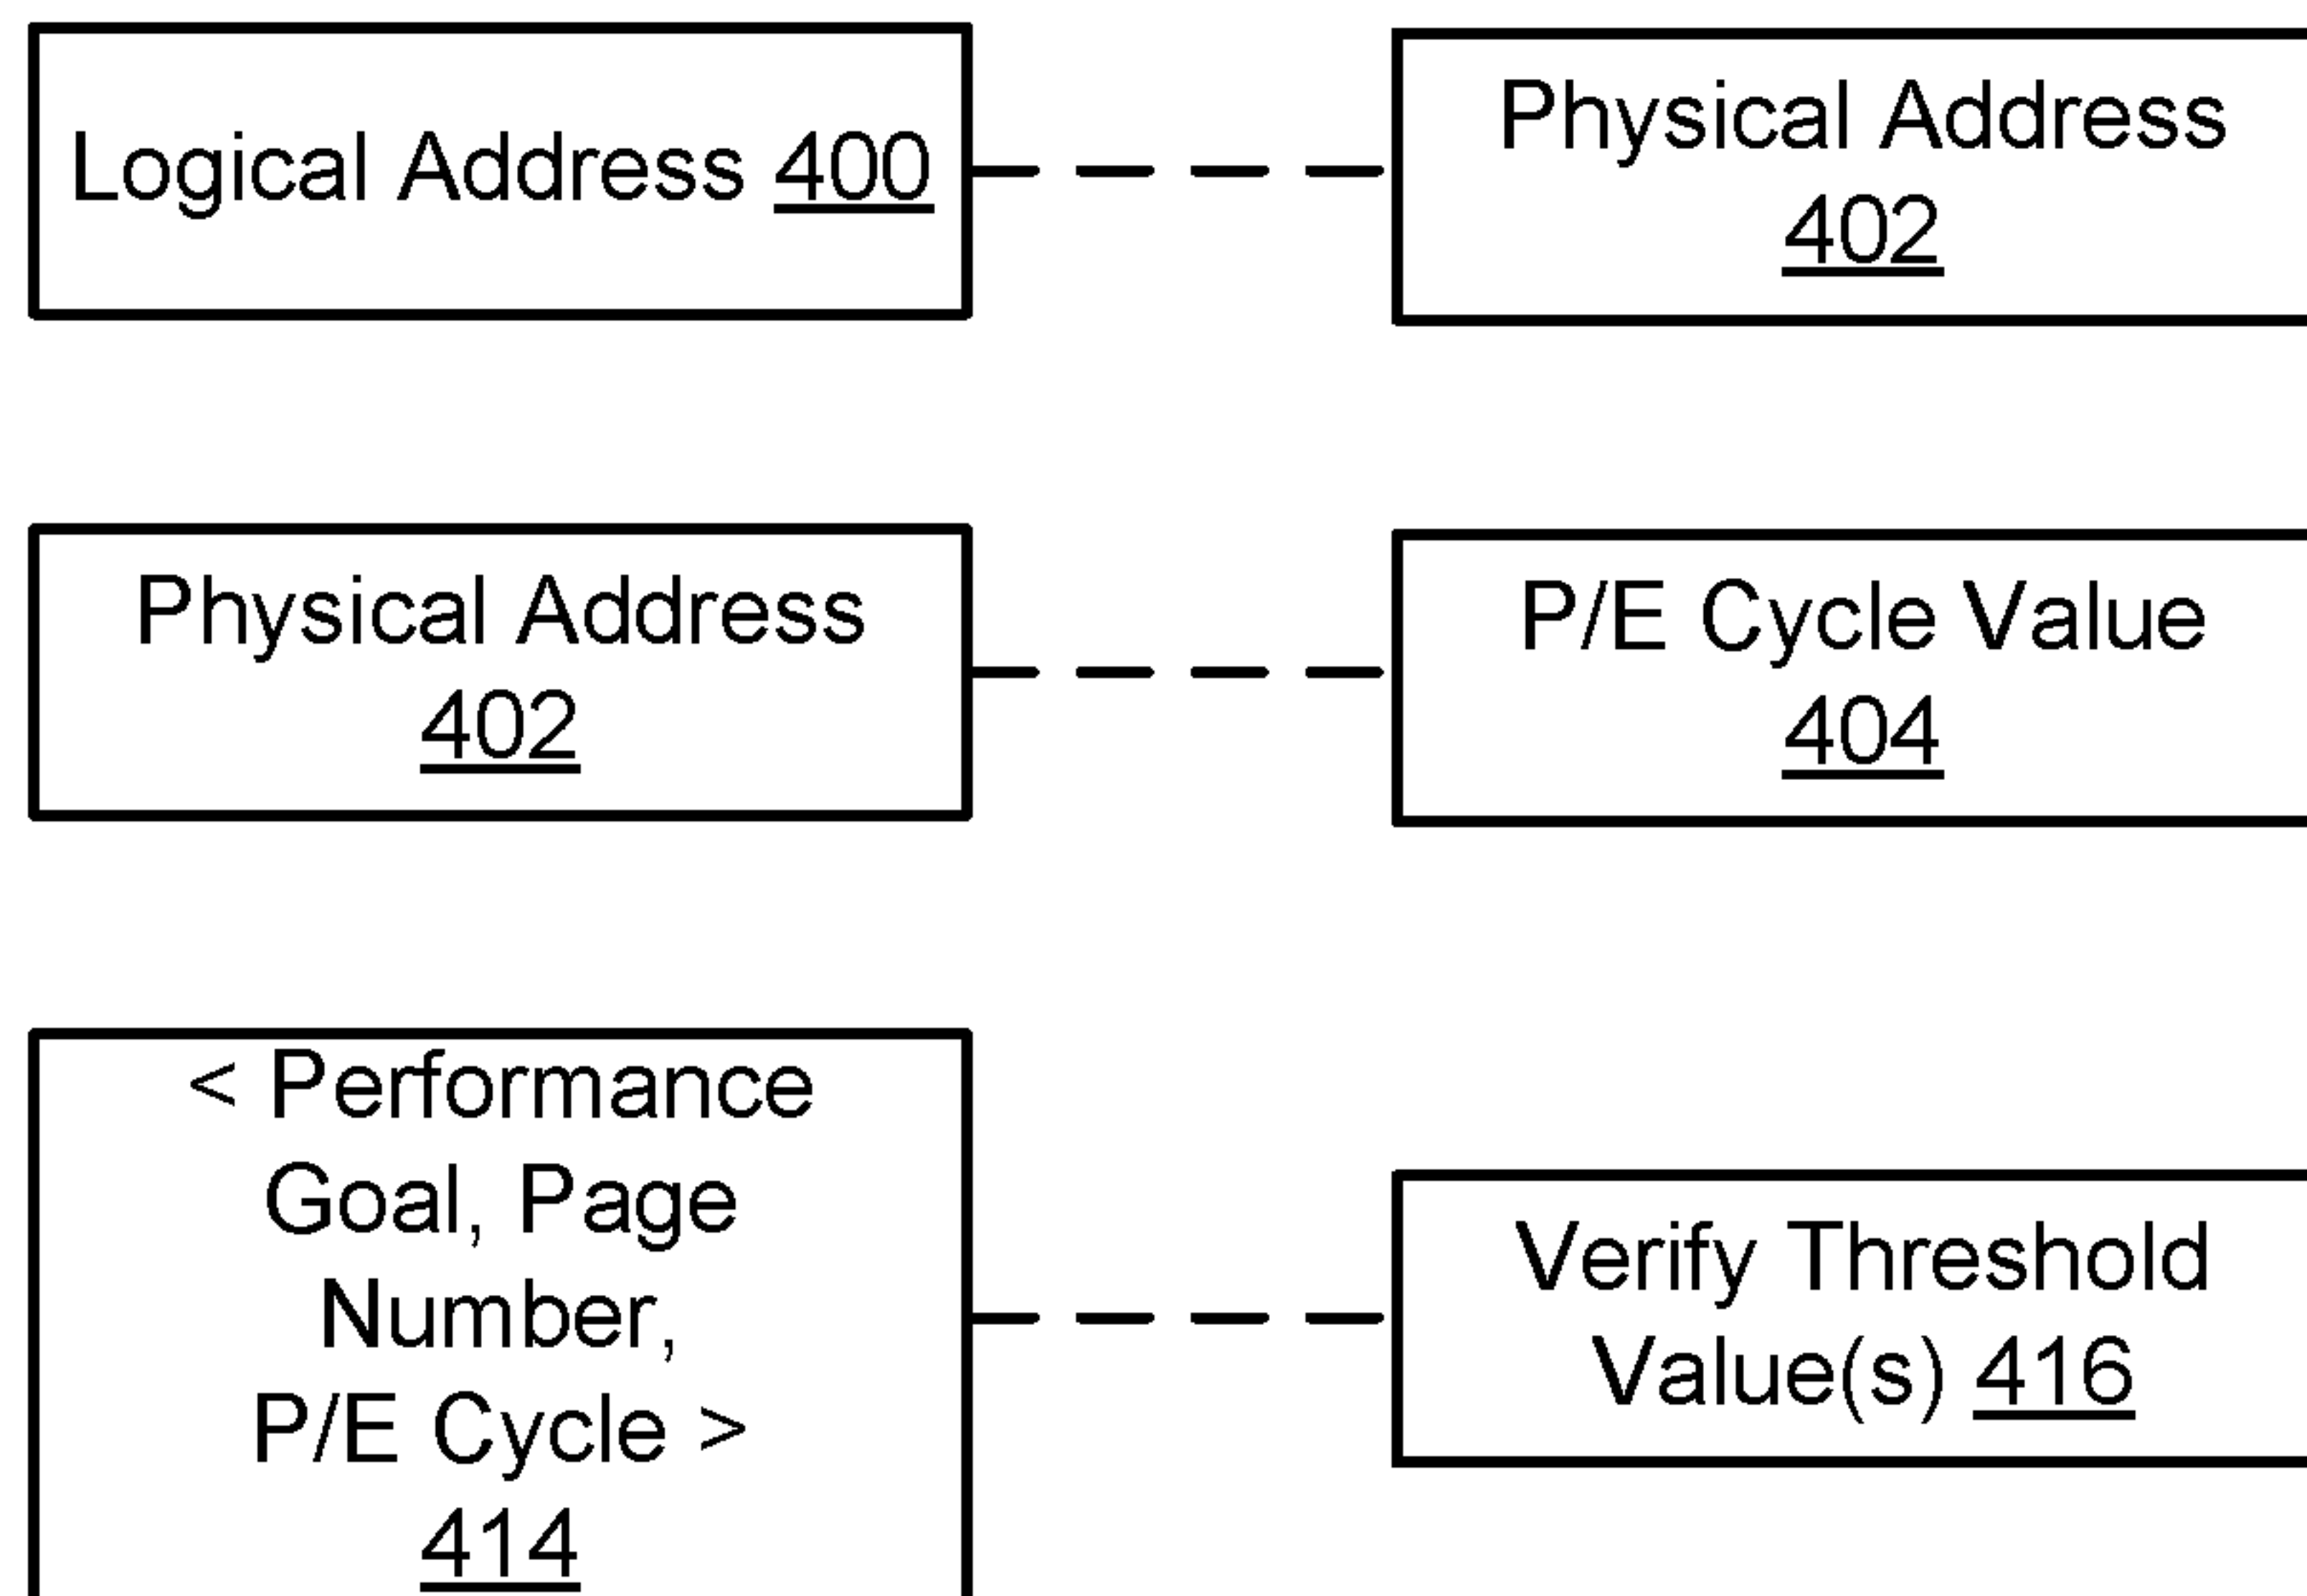 Logical Address 400
Physical Address
402
Physical Address
402
P/E Cycle Value
404
< Performance
Goal, Page
Number,
P/E Cycle >
414
Verify Threshold
Value(s) 416